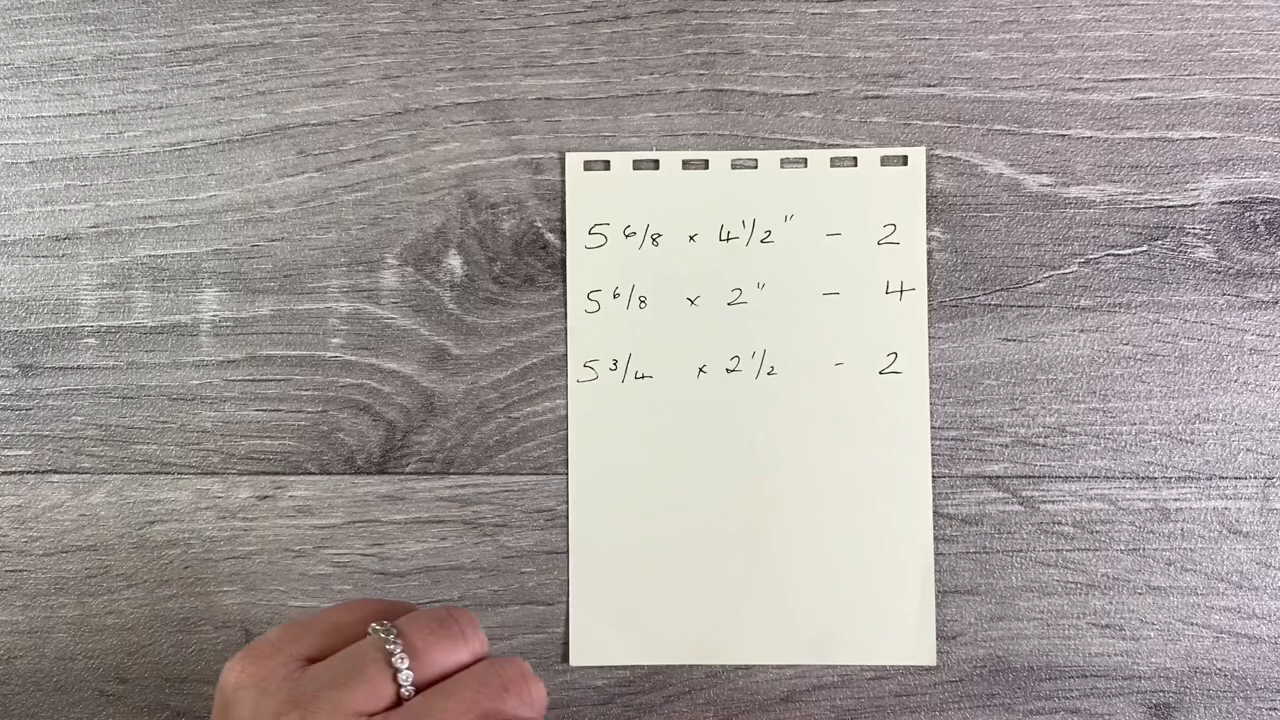 5 6/8 x 4 1/2" - 2
5 6/8 x 2" - 4
5 3/4 x 2 1/2 - 2